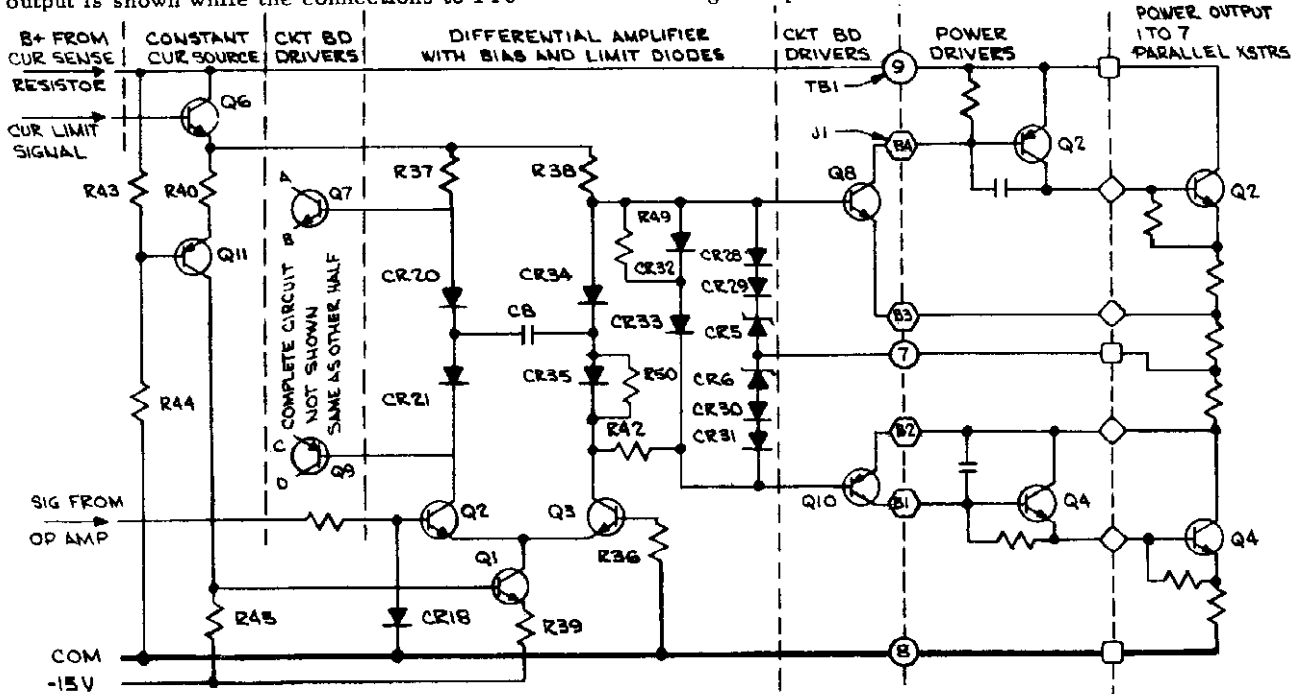 output is shown while the connections to
B+ FROM
CUR SENSE
RESISTOR
CUR LIMIT
SIGNAL
CONSTANT
CUR SOURCE
CKT BD
DRIVERS
DIFFERENTIAL AMPLIFIER
WITH BIAS AND LIMIT DIODES
CKT BD
DRIVERS
POWER
DRIVERS
POWER OUTPUT
1 TO 7
PARALLEL XSTRS
TB1
9
J1
B4
Q6
R43
R40
Q11
R44
R45
A
B
Q7
COMPLETE CIRCUIT
NOT SHOWN
SAME AS OTHER HALF
C
D
Q9
R37
R38
CR20
CR21
C8
CR34
CR35
R50
R42
R49
CR32
CR33
CR28
CR29
CR5
CR6
CR30
CR31
Q8
Q2
Q2
B3
7
B2
B1
Q10
Q4
Q4
SIG FROM
OP AMP
Q2
Q3
Q1
R36
CR18
R39
8
COM
-15V